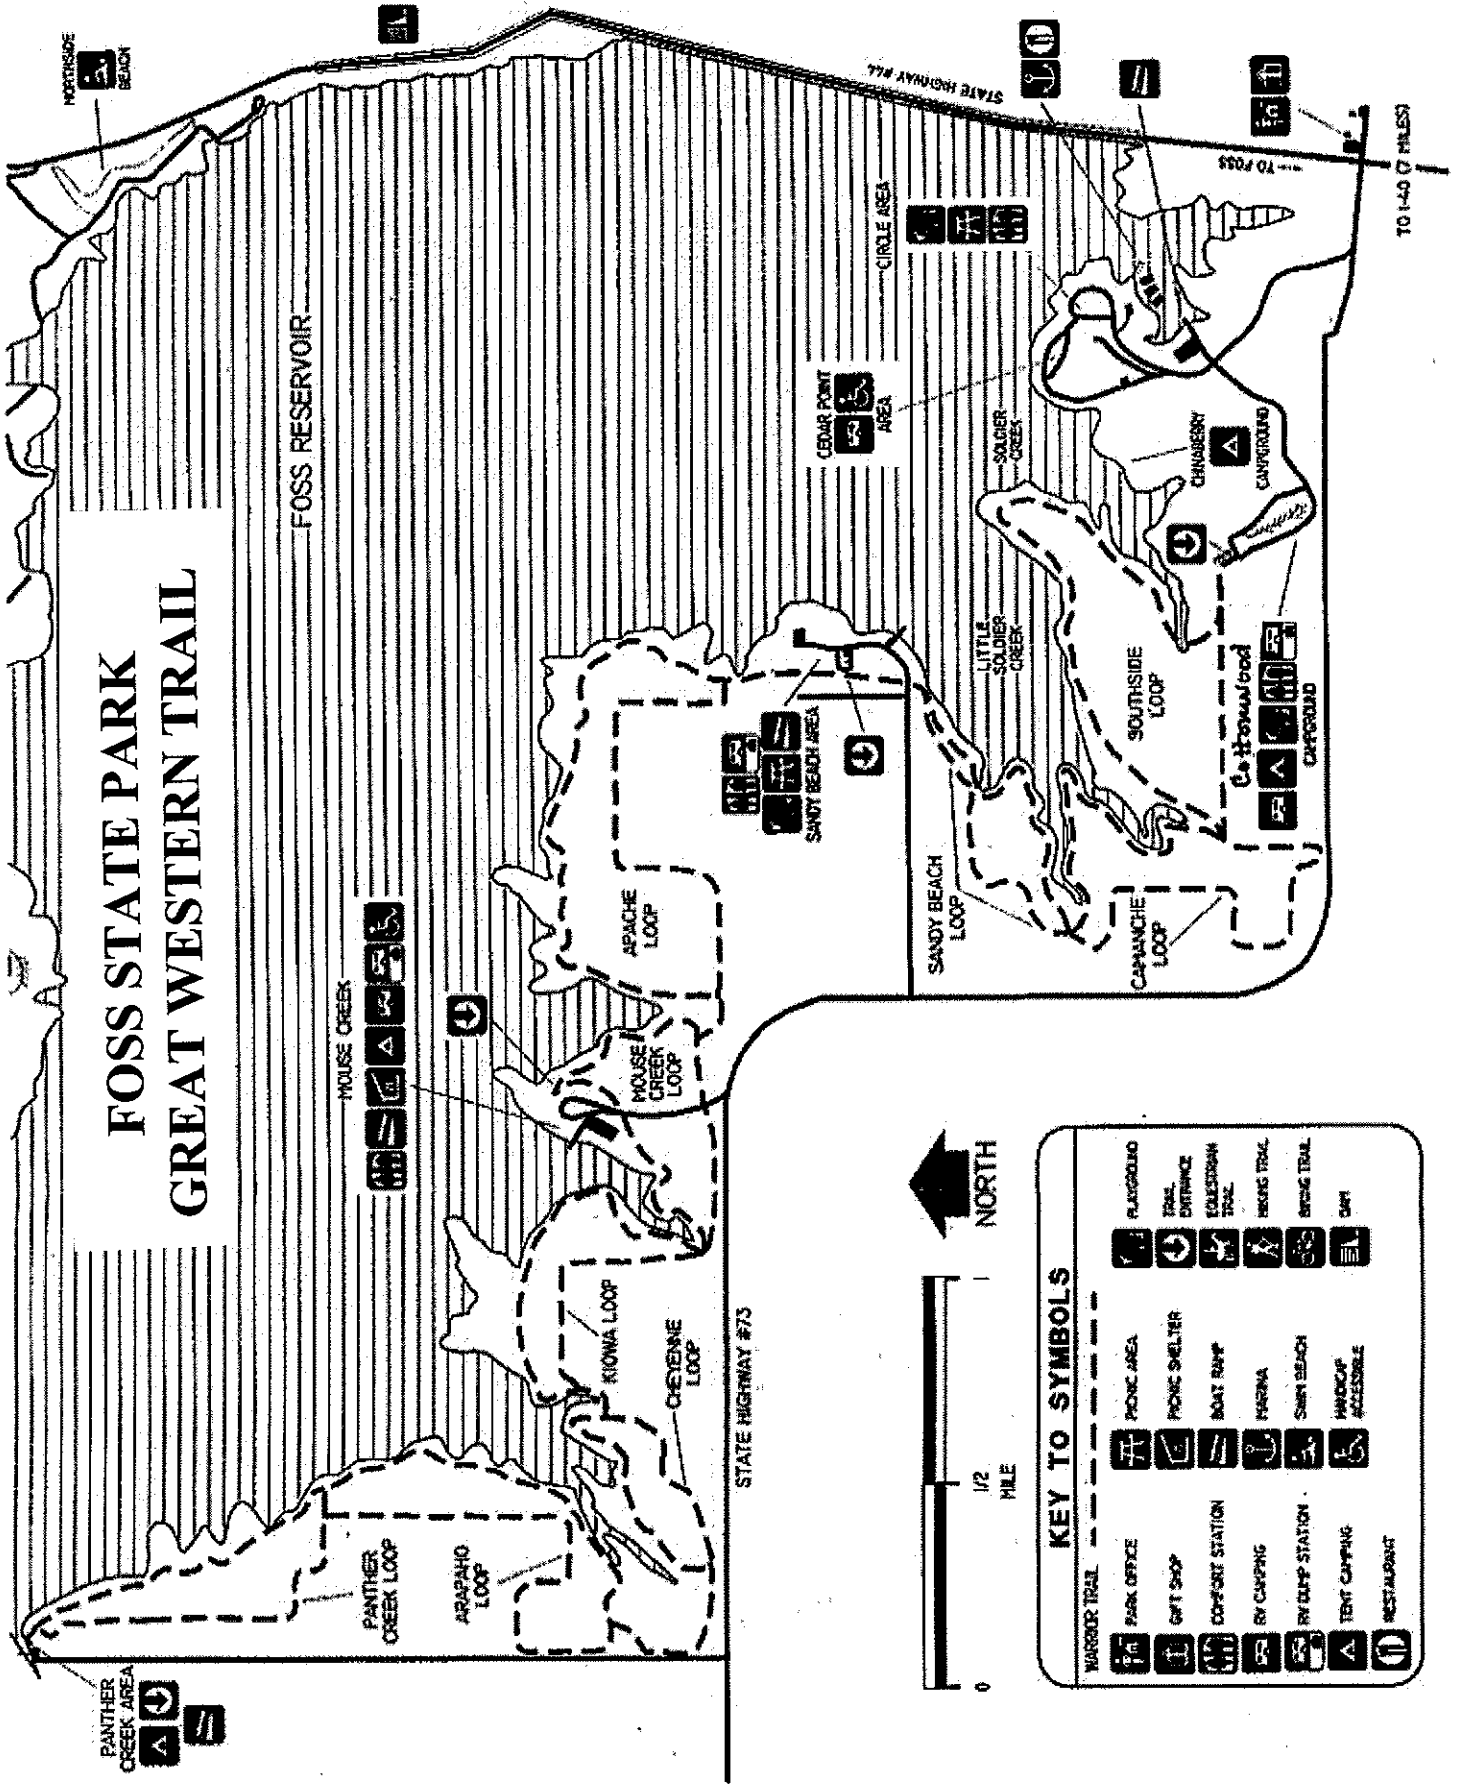 FOSS STATE PARK
GREAT WESTERN TRAIL
NORTHSIDE
BEACH
FOSS RESERVOIR
STATE HIGHWAY #44
TO FOSS
TO I-40 (7 MILES)
CIRCLE AREA
CEDAR POINT
AREA
SOLDIER
CREEK
CHINABERRY
CAMPGROUND
LITTLE
SOLDIER
CREEK
SOUTHSIDE
LOOP
Cottonwood
CAMPGROUND
SANDY BEACH AREA
SANDY BEACH
LOOP
CAMANCHE
LOOP
APACHE
LOOP
MOUSE CREEK
MOUSE
CREEK
LOOP
KIOWA LOOP
CHEYENNE
LOOP
STATE HIGHWAY #73
PANTHER
CREEK LOOP
ARAPAHO
LOOP
PANTHER
CREEK AREA
NORTH
0
1/2
1
MILE
KEY TO SYMBOLS
WARRIOR TRAIL
PARK OFFICE
GIFT SHOP
COMFORT STATION
RV CAMPING
RV DUMP STATION
TENT CAMPING
RESTAURANT
PICNIC AREA
PICNIC SHELTER
BOAT RAMP
MARINA
SWIM BEACH
HANDICAP
ACCESSIBLE
PLAYGROUND
TRAIL
ENTRANCE
EQUESTRIAN
TRAIL
HIKING TRAIL
BIKING TRAIL
DAM